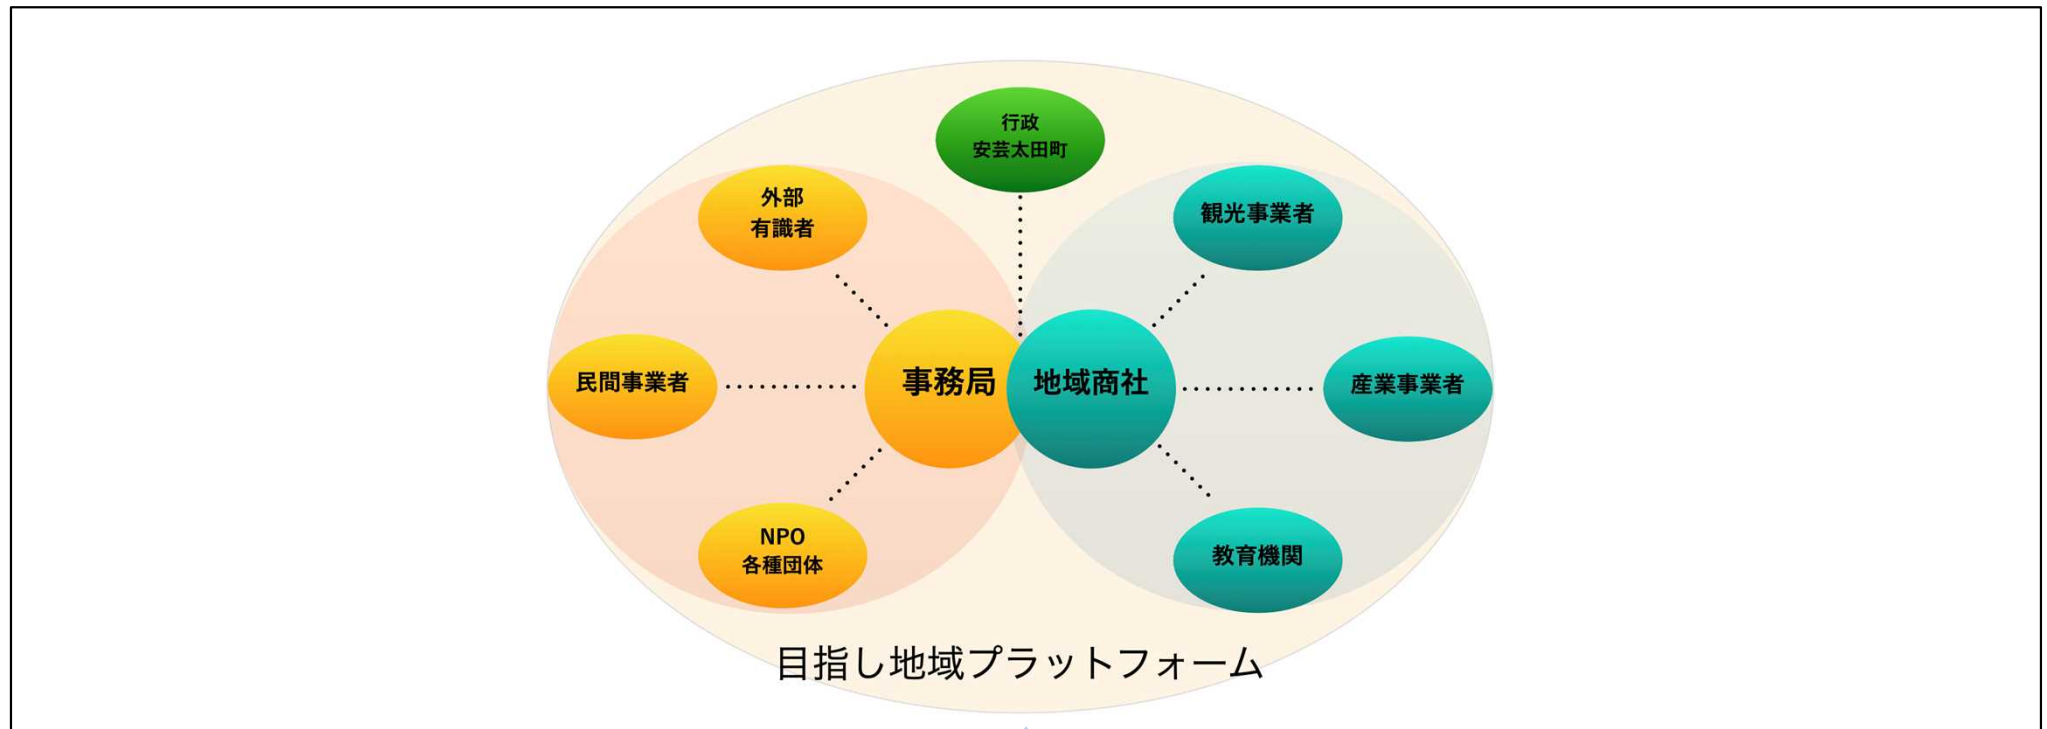 行政
安芸太田町
外部
有識者
観光事業者
民間事業者
事務局
地域商社
産業事業者
NPO
各種団体
教育機関
目指し地域プラットフォーム